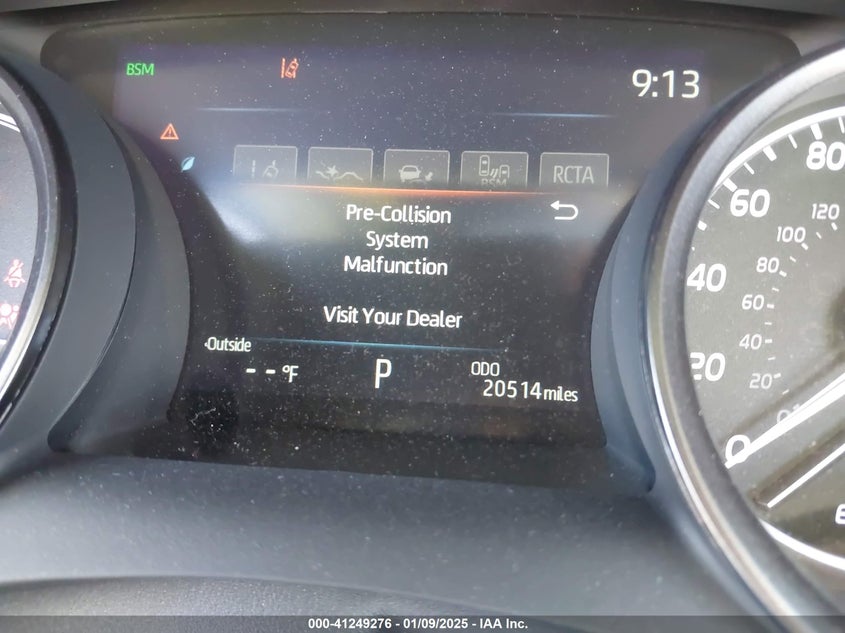 BSM
9:13
BSM
RCTA
Pre-Collision
System
Malfunction
Visit Your Dealer
Outside
- - °F
P
ODO
20514 miles
80
60
40
20
0
120
100
80
60
40
20
E
000-41249276 - 01/09/2025 - IAA Inc.